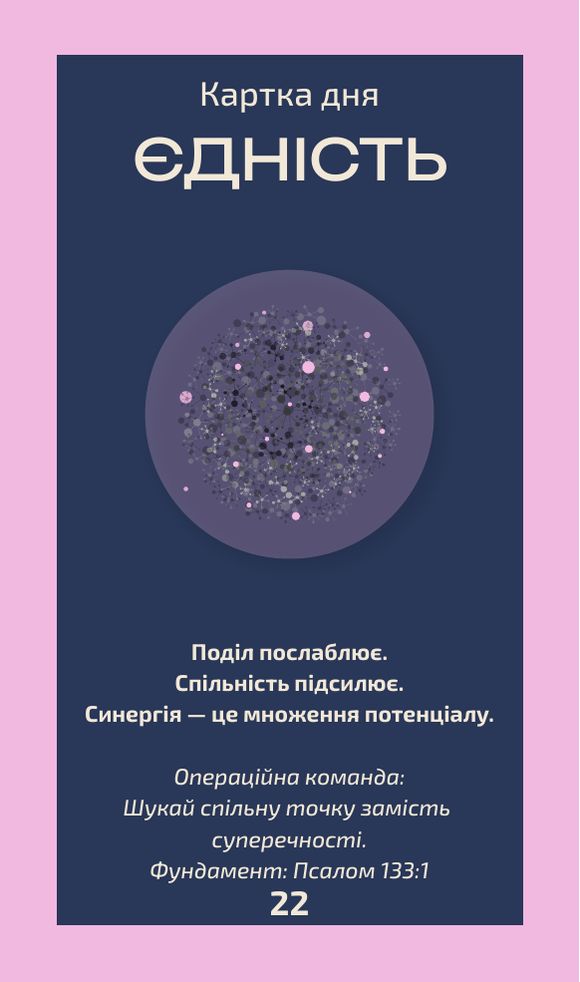 Картка дня
ЄДНІСТЬ
Поділ послаблює.
Спільність підсилює.
Синергія — це множення потенціалу.
Операційна команда:
Шукай спільну точку замість
суперечності.
Фундамент: Псалом 133:1
22